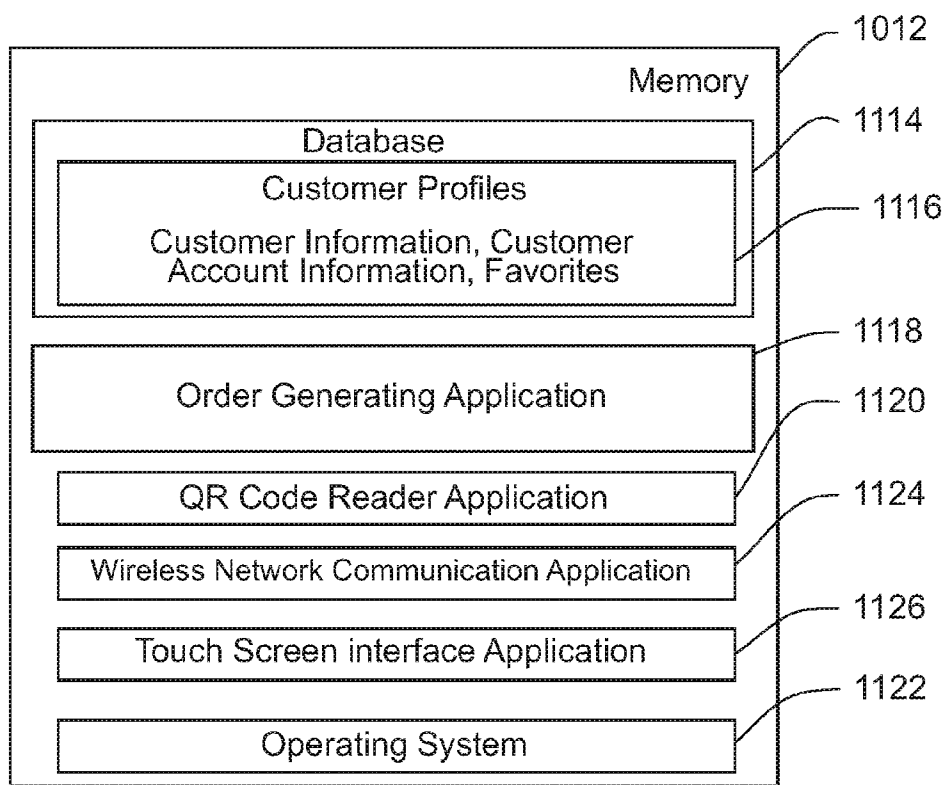 1012
Memory
1114
Database
Customer Profiles
1116
Customer Information, Customer
Account Information, Favorites
1118
Order Generating Application
1120
QR Code Reader Application
1124
Wireless Network Communication Application
1126
Touch Screen interface Application
1122
Operating System